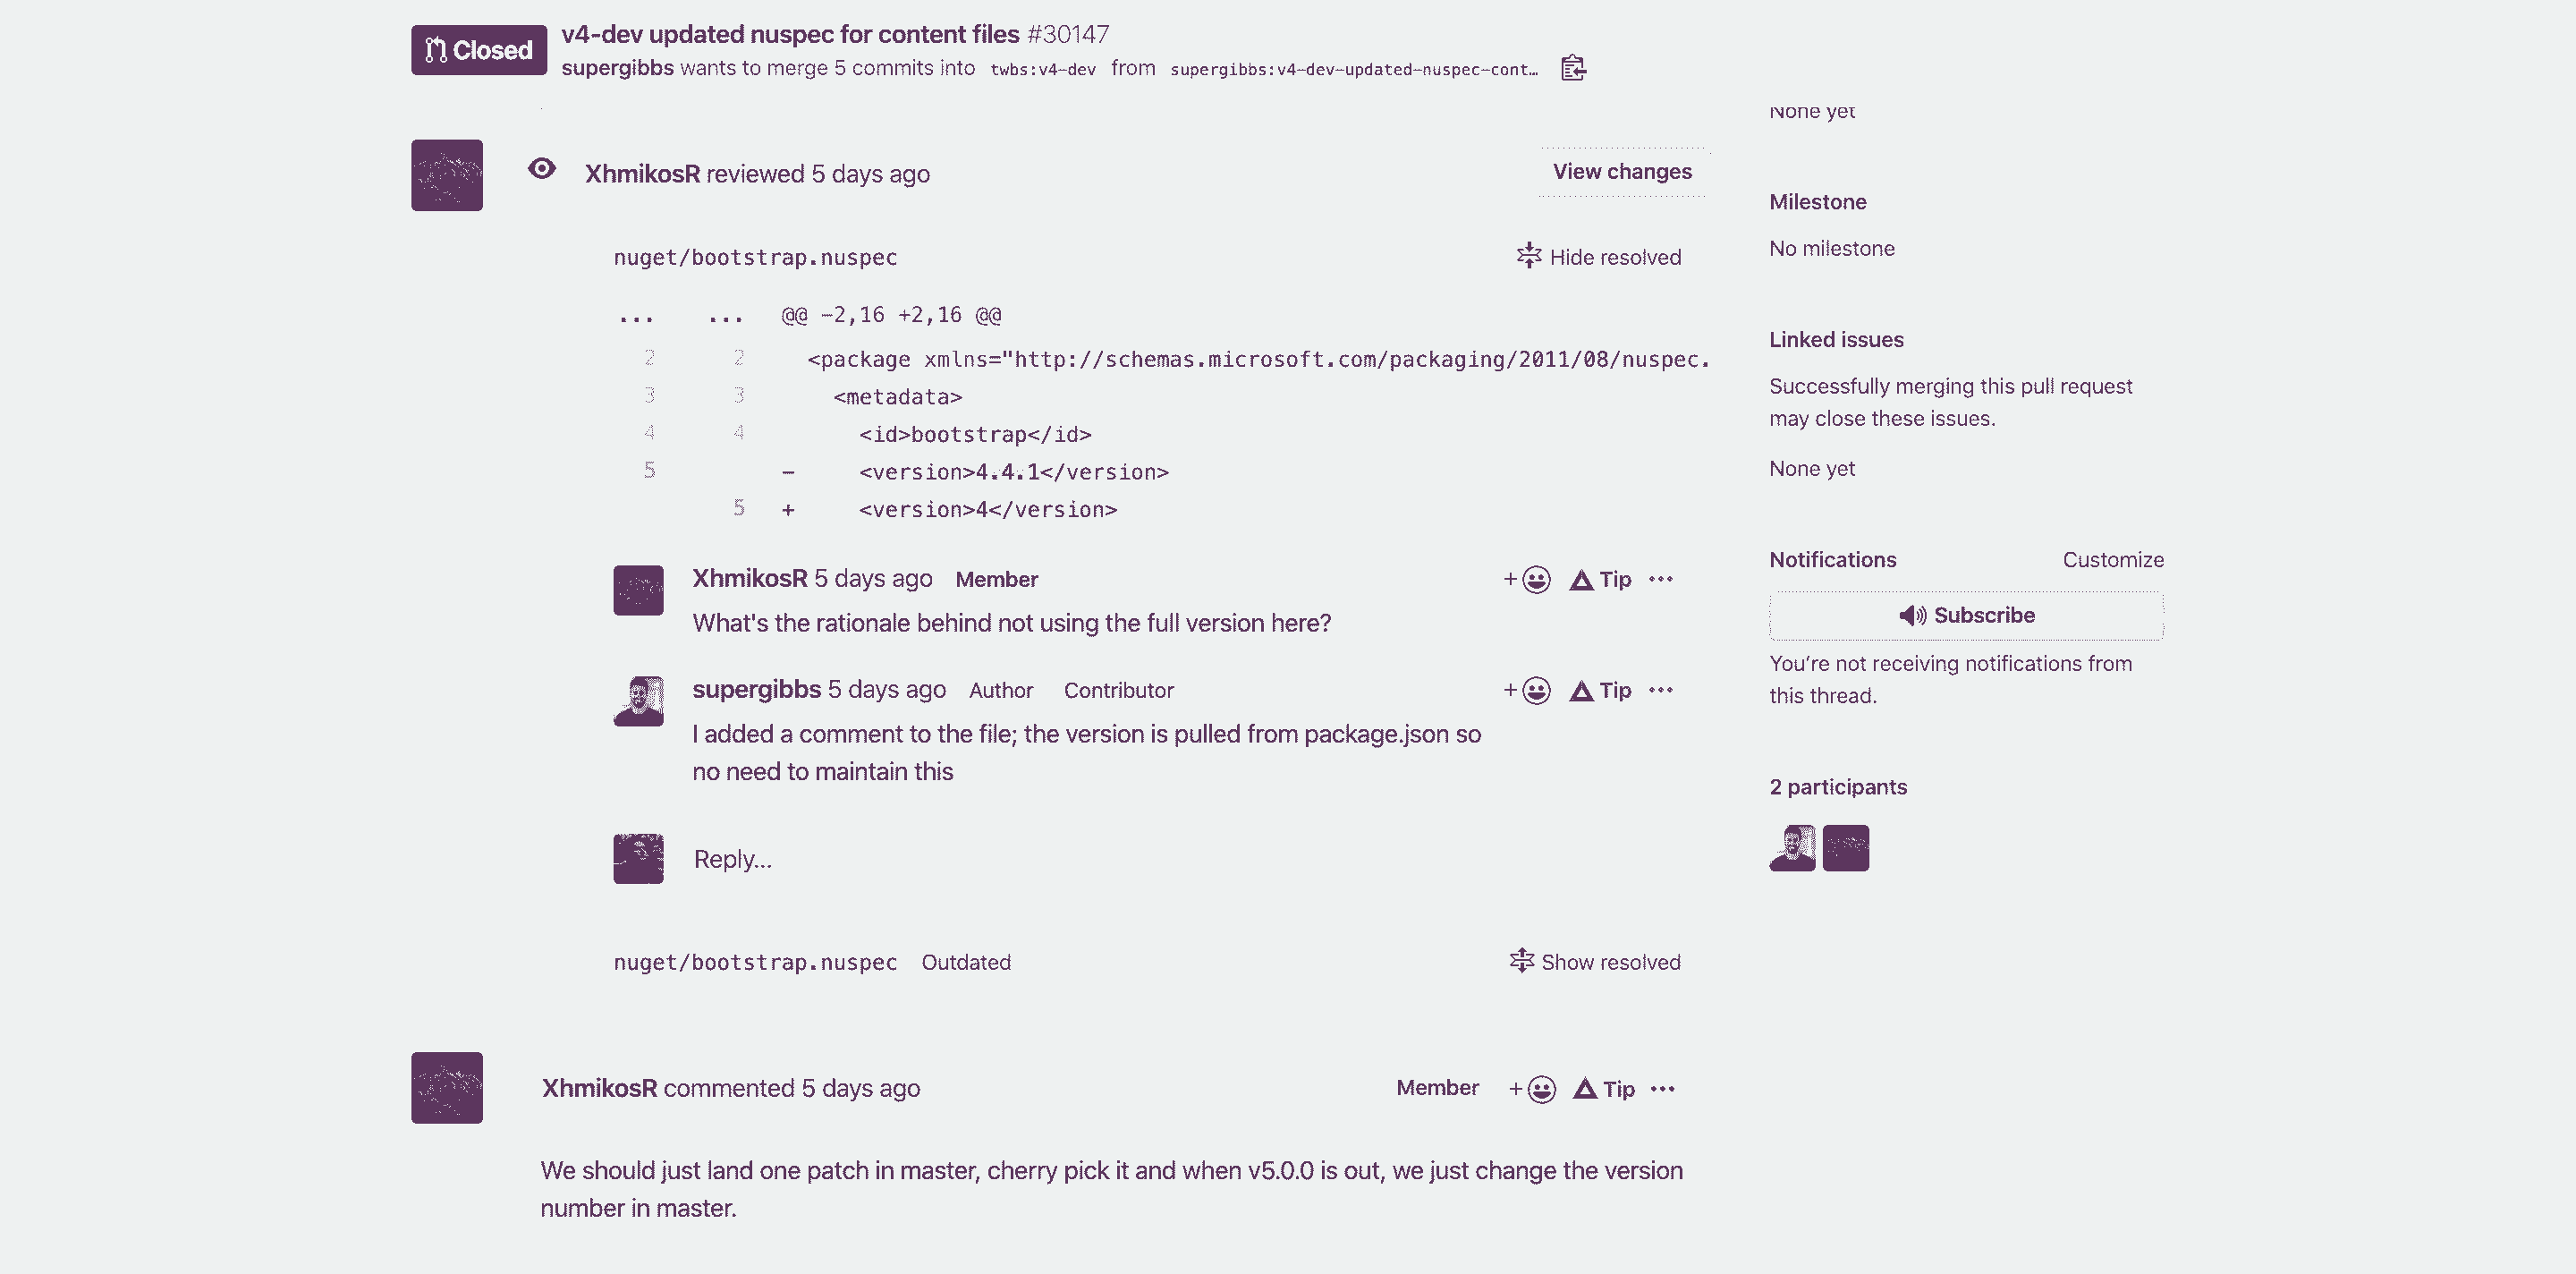 Closed
v4-dev updated nuspec for content files #30147
supergibbs wants to merge 5 commits into twbs:v4-dev from supergibbs:v4-dev-updated-nuspec-cont…
XhmikosR reviewed 5 days ago
View changes
nuget/bootstrap.nuspec
Hide resolved
... ... @@ -2,16 +2,16 @@
2 2 <package xmlns="http://schemas.microsoft.com/packaging/2011/08/nuspec.
3 3 <metadata>
4 4 <id>bootstrap</id>
5 - <version>4.4.1</version>
5 + <version>4</version>
XhmikosR 5 days ago Member
+ Tip ...
What's the rationale behind not using the full version here?
supergibbs 5 days ago Author Contributor
+ Tip ...
I added a comment to the file; the version is pulled from package.json so
no need to maintain this
Reply...
nuget/bootstrap.nuspec Outdated
Show resolved
XhmikosR commented 5 days ago
Member + Tip ...
We should just land one patch in master, cherry pick it and when v5.0.0 is out, we just change the version
number in master.
None yet
Milestone
No milestone
Linked issues
Successfully merging this pull request
may close these issues.
None yet
Notifications
Customize
Subscribe
You're not receiving notifications from
this thread.
2 participants